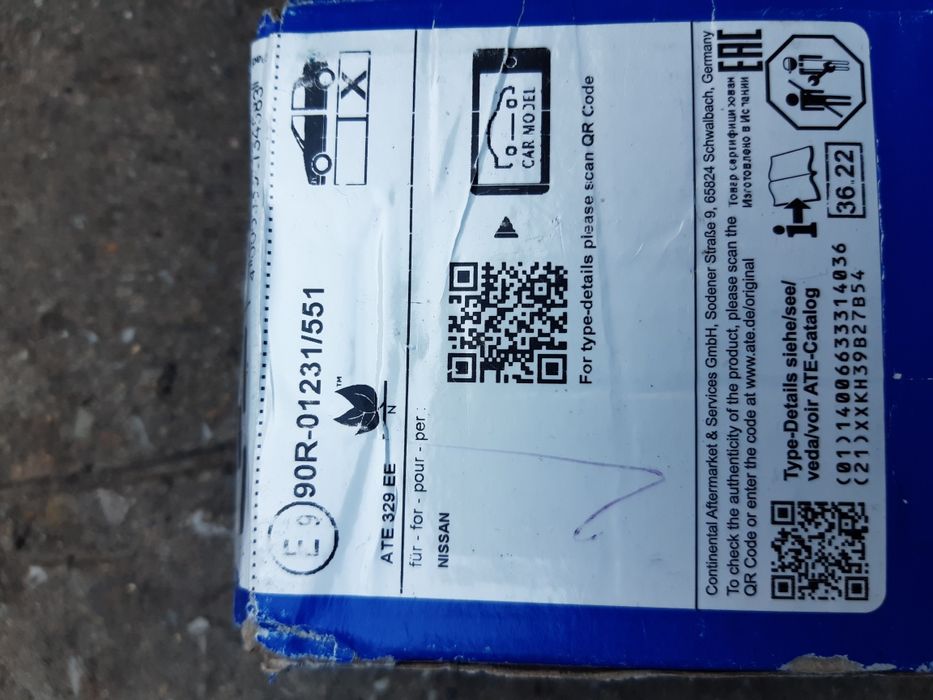 E9
90R-01231/551
ATE 329 EE
N
™
X
für - for - pour - per:
NISSAN
CAR MODEL
For type-details please scan QR Code
Continental Aftermarket & Services GmbH, Sodener Straße 9, 65824 Schwalbach, Germany
To check the authenticity of the product, please scan the
QR Code or enter the code at www.ate.de/original
Товар сертифицирован
Изготовлено в Испании
EAC
Type-Details siehe/see/
veda/voir ATE-Catalog
(01)14006633314036
(21)XXKH39B27B54
i
36.22